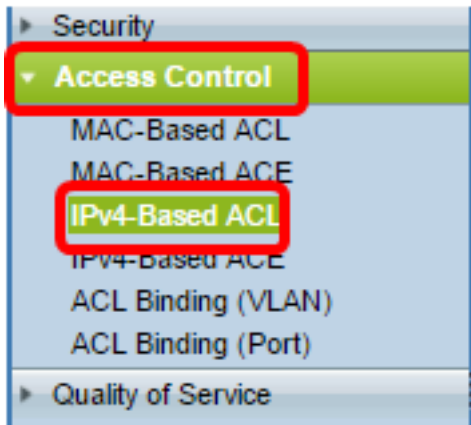 Security
Access Control
MAC-Based ACL
MAC-Based ACE
IPv4-Based ACL
IPv4-Based ACE
ACL Binding (VLAN)
ACL Binding (Port)
Quality of Service